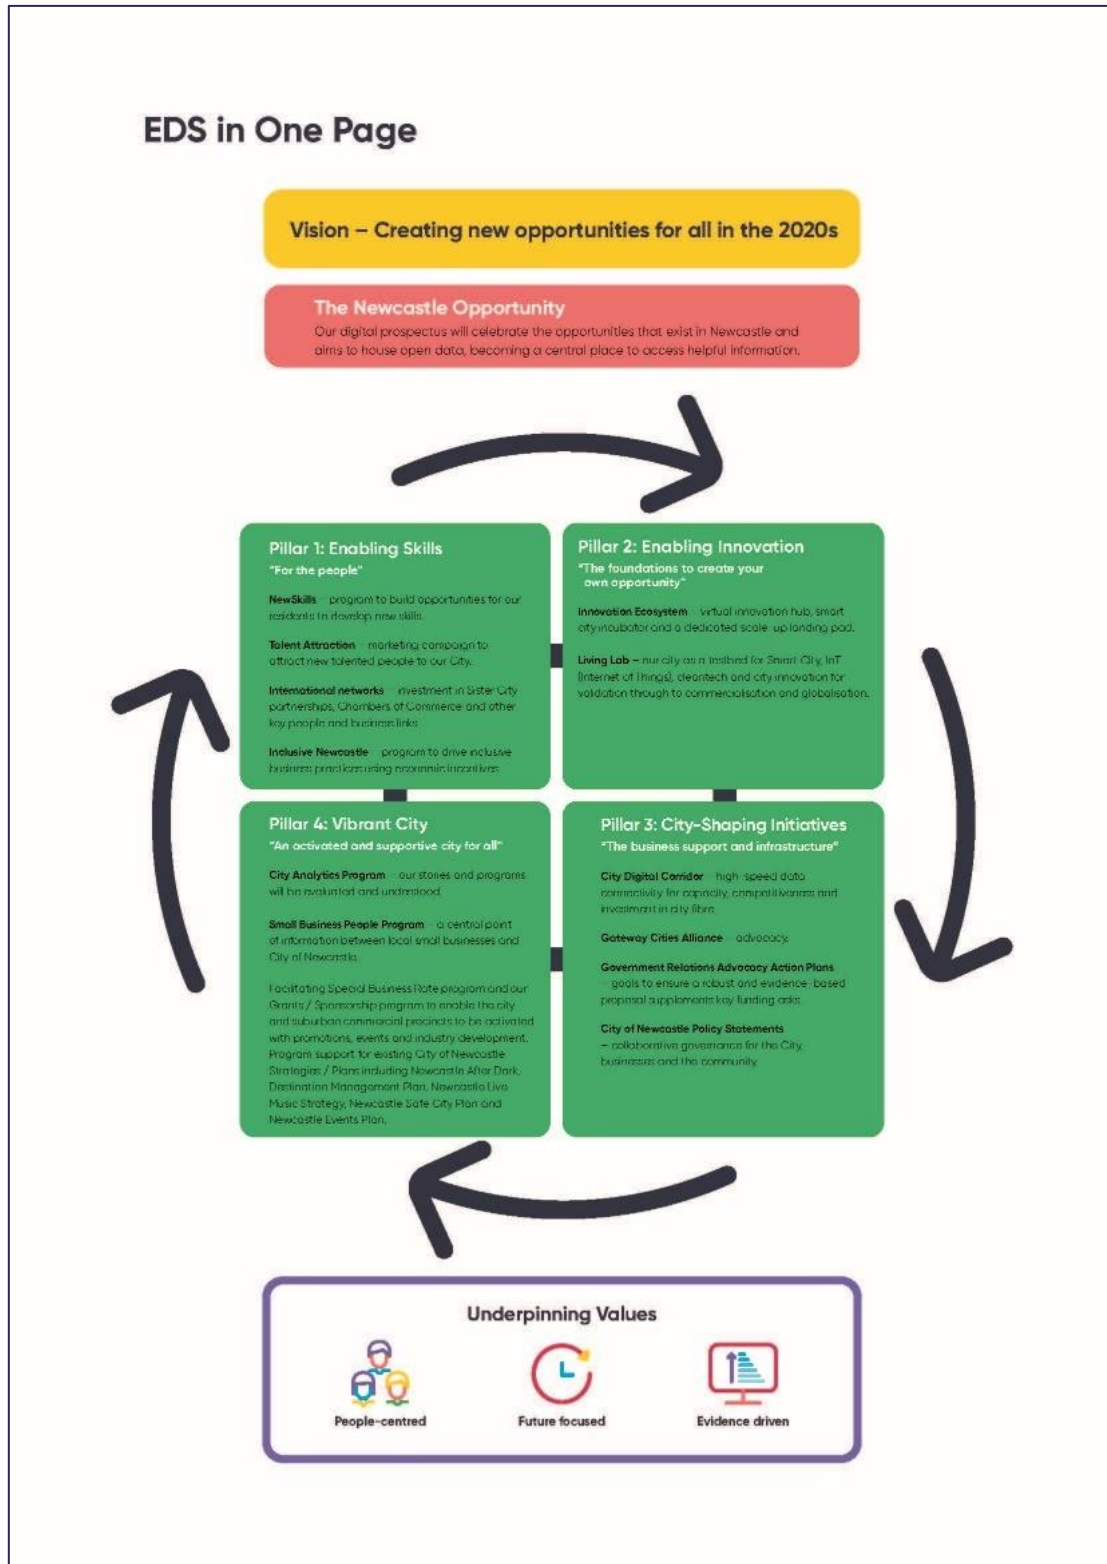 EDS in One Page
Vision – Creating new opportunities for all in the 2020s
The Newcastle Opportunity
Our digital prospectus will celebrate the opportunities that exist in Newcastle and
aims to house open data, becoming a central place to access helpful information.
Pillar 1: Enabling Skills
"For the people"
NewSkills – program to build opportunities for our
residents to develop new skills.
Talent Attraction – marketing campaign to
attract new talented people to our City.
International networks – investment in Sister City
partnerships, Chambers of Commerce and other
key people and business links.
Inclusive Newcastle – program to drive inclusive
business practices using economic incentives.
Pillar 2: Enabling Innovation
"The foundations to create your
own opportunity"
Innovation Ecosystem – virtual innovation hub, smart
city incubator and a dedicated scale-up landing pad.
Living Lab – our city as a testbed for Smart City, IoT
(Internet of Things), cleantech and city innovation for
validation through to commercialisation and globalisation.
Pillar 4: Vibrant City
"An activated and supportive city for all"
City Analytics Program – our stories and programs
will be evaluated and understood.
Small Business People Program – a central point
of information between local small businesses and
City of Newcastle.
Facilitating Special Business Rate program and our
Grants / Sponsorship program to enable the city
and suburban commercial precincts to be activated
with promotions, events and industry development.
Program support for existing City of Newcastle
Strategies / Plans including Newcastle After Dark,
Destination Management Plan, Newcastle Live
Music Strategy, Newcastle Safe City Plan and
Newcastle Events Plan.
Pillar 3: City-Shaping Initiatives
"The business support and infrastructure"
City Digital Corridor – high-speed data
connectivity for capacity, competitiveness and
investment in city fibre.
Gateway Cities Alliance – advocacy.
Government Relations Advocacy Action Plans
– goals to ensure a robust and evidence-based
proposal supplements key funding asks.
City of Newcastle Policy Statements
– collaborative governance for the City,
businesses and the community.
Underpinning Values
People-centred
Future focused
Evidence driven